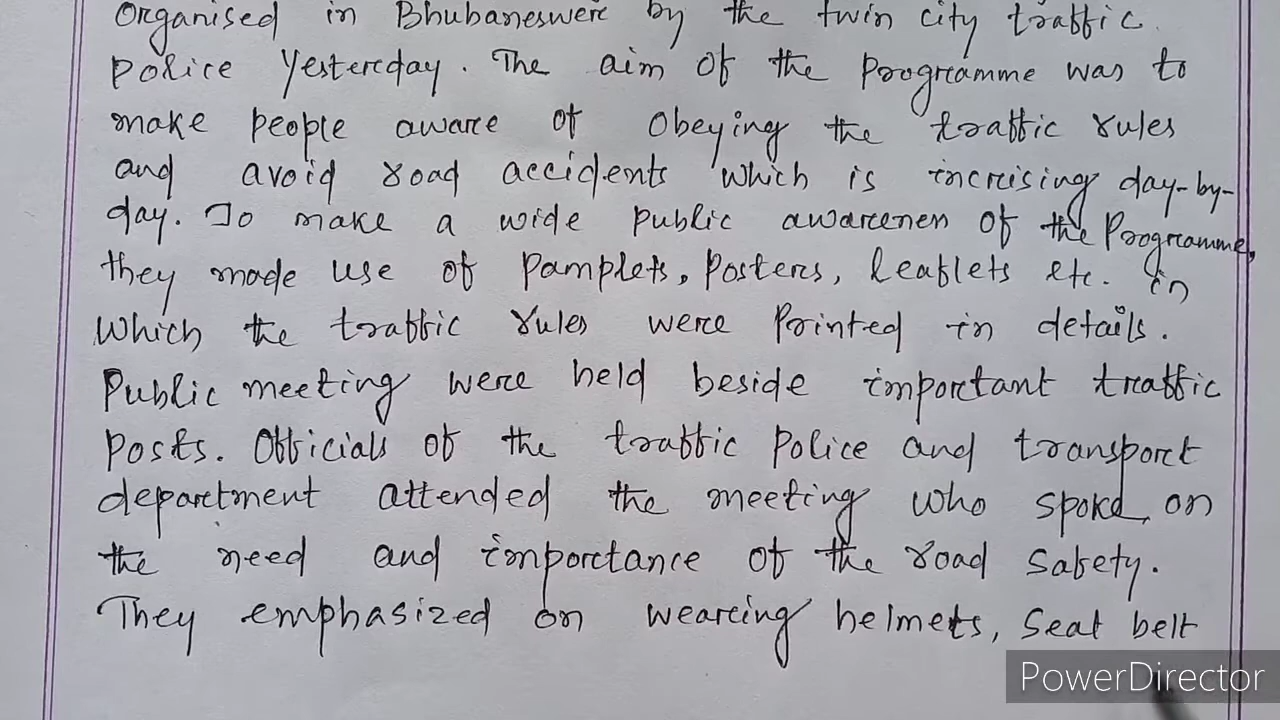 Organised in Bhubaneswere by the twin city traffic
police yesterday. The aim of the programme was to
make people aware of obeying the traffic rules
and avoid road accidents which is increising day-by-
day. To make a wide public awarenen of the Programme,
they made use of pamplets, posters, leaflets etc. in
which the traffic rules were Printed in details.
Public meeting were held beside important traffic
posts. Officials of the traffic police and transport
department attended the meeting who spoke on
the need and importance of the road safety.
They emphasized on wearing helmets, seat belt
PowerDirector